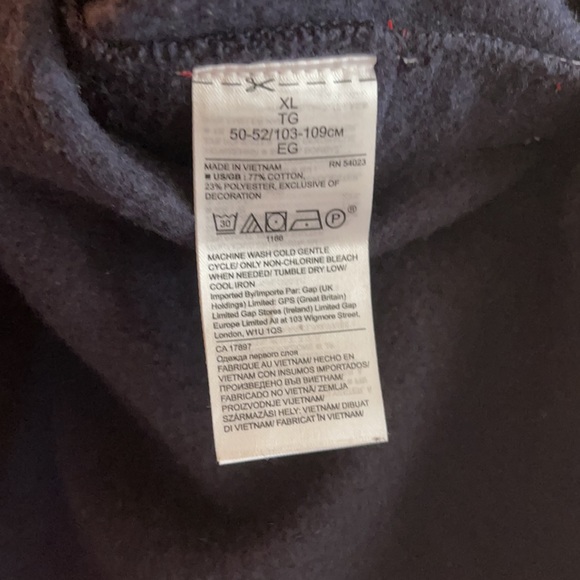 XL
TG
50-52/103-109CM
EG
MADE IN VIETNAM RN 54023
■ US/GB | 77% COTTON,
23% POLYESTER, EXCLUSIVE OF
DECORATION
30 P ®
1166
MACHINE WASH COLD GENTLE
CYCLE/ ONLY NON-CHLORINE BLEACH
WHEN NEEDED/ TUMBLE DRY LOW/
COOL IRON
Imported By/Importe Par: Gap (UK
Holdings) Limited: GPS (Great Britain)
Limited Gap Stores (Ireland) Limited Gap
Europe Limited All at 103 Wigmore Street,
London, W1U 1QS
CA 17897
Одежда первого слоя
FABRIQUE AU VIETNAM/ HECHO EN
VIETNAM CON INSUMOS IMPORTADOS/
ПРОИЗВЕДЕНО ВЪВ ВИЕТНАМ/
FABRICADO NO VIETNÃ/ ZEMLJA
PROIZVODNJE VIJETNAM/
SZÁRMAZÁSI HELY: VIETNÁM/ DIBUAT
DI VIETNAM/ FABRICAT ÎN VIETNAM/